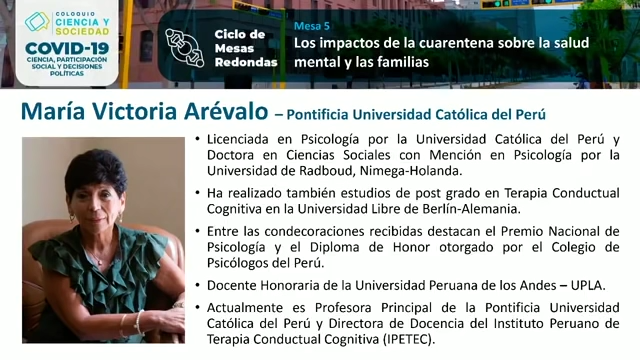 COLOQUIO
CIENCIA Y
SOCIEDAD
COVID-19
CIENCIA, PARTICIPACIÓN
SOCIAL Y DECISIONES
POLÍTICAS
Ciclo de
Mesas
Redondas
Mesa 5
Los impactos de la cuarentena sobre la salud
mental y las familias
María Victoria Arévalo – Pontificia Universidad Católica del Perú
• Licenciada en Psicología por la Universidad Católica del Perú y
Doctora en Ciencias Sociales con Mención en Psicología por la
Universidad de Radboud, Nimega-Holanda.
• Ha realizado también estudios de post grado en Terapia Conductual
Cognitiva en la Universidad Libre de Berlín-Alemania.
• Entre las condecoraciones recibidas destacan el Premio Nacional de
Psicología y el Diploma de Honor otorgado por el Colegio de
Psicólogos del Perú.
• Docente Honoraria de la Universidad Peruana de los Andes – UPLA.
• Actualmente es Profesora Principal de la Pontificia Universidad
Católica del Perú y Directora de Docencia del Instituto Peruano de
Terapia Conductual Cognitiva (IPETEC).